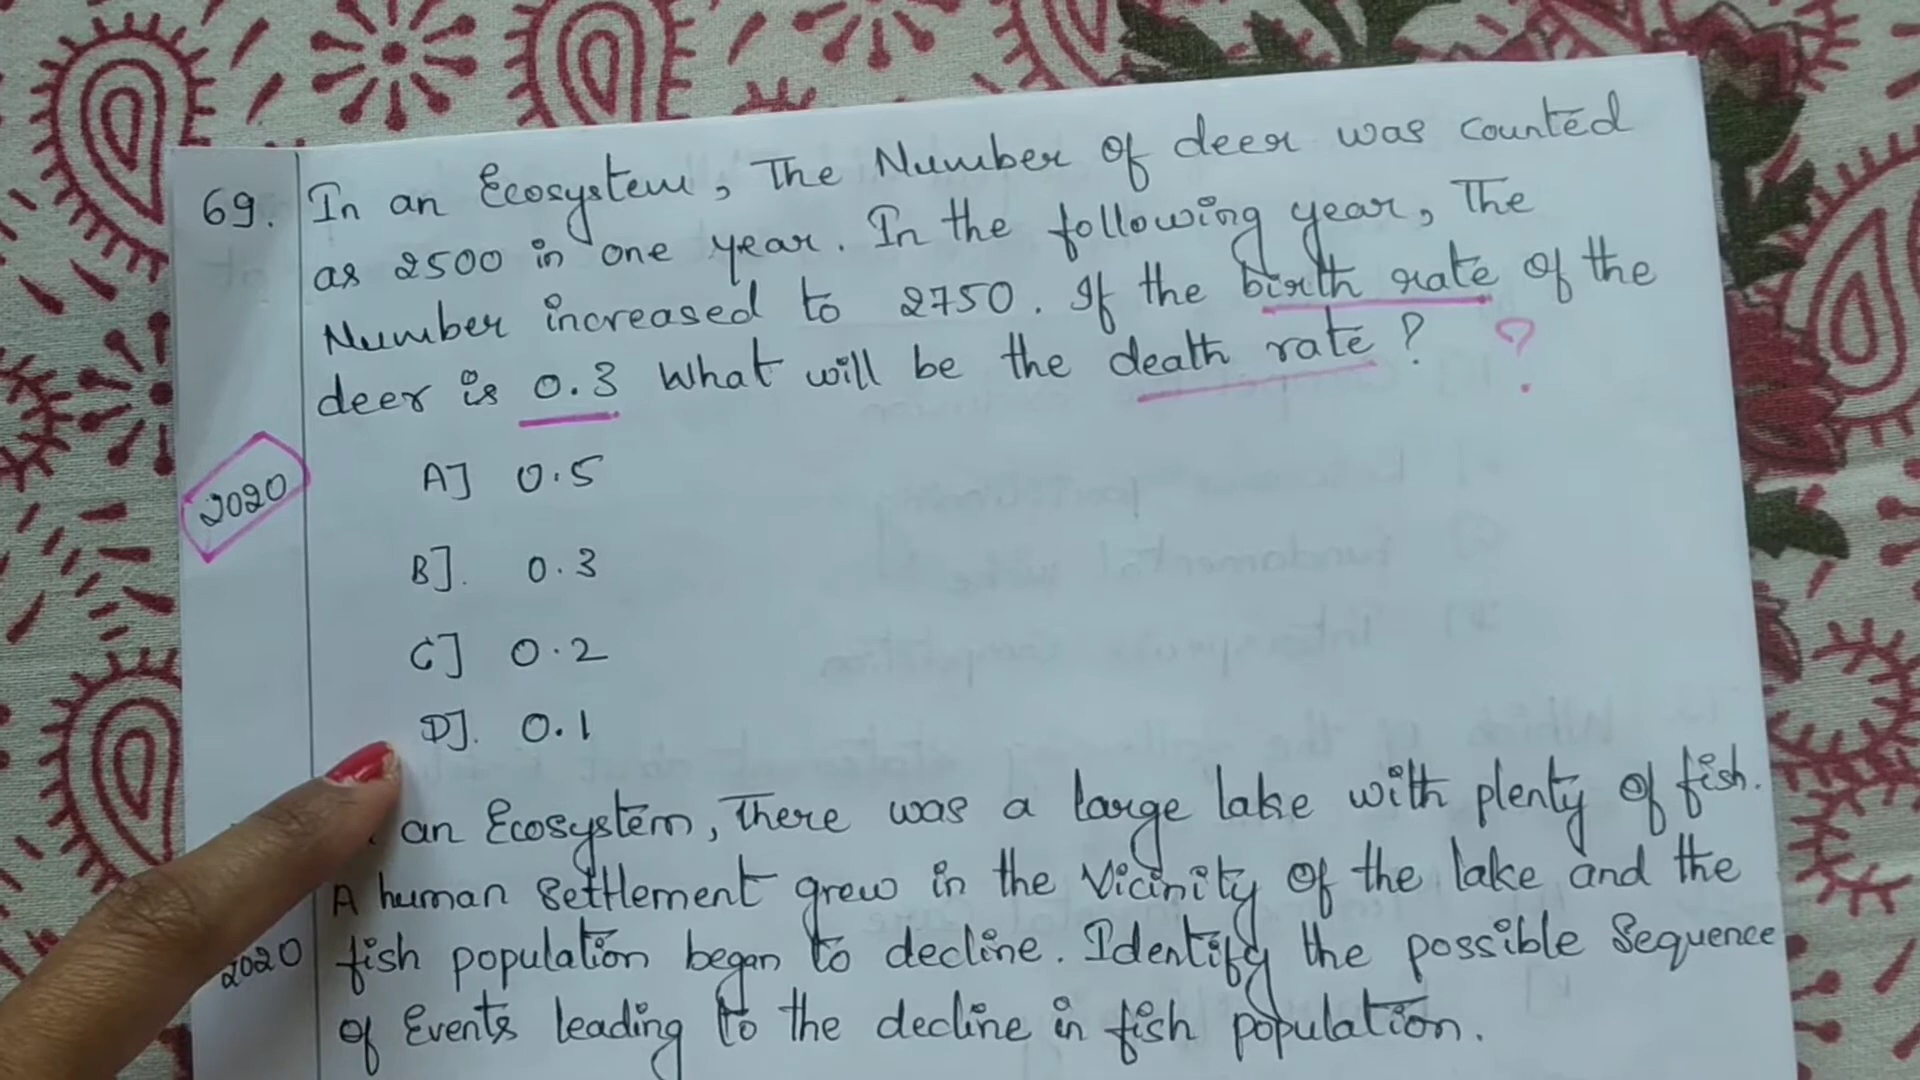 69. In an Ecosystem, The Number of deer was counted
as 2500 in one year. In the following year, The
Number increased to 2750. If the birth rate of the
deer is 0.3 What will be the death rate? ?
2020
A] 0.5
B]. 0.3
C] 0.2
D]. 0.1
an Ecosystem, There was a large lake with plenty of fish.
A human Settlement grew in the Vicinity of the lake and the
2020 fish population began to decline. Identify the possible Sequence
of Events leading to the decline in fish population.